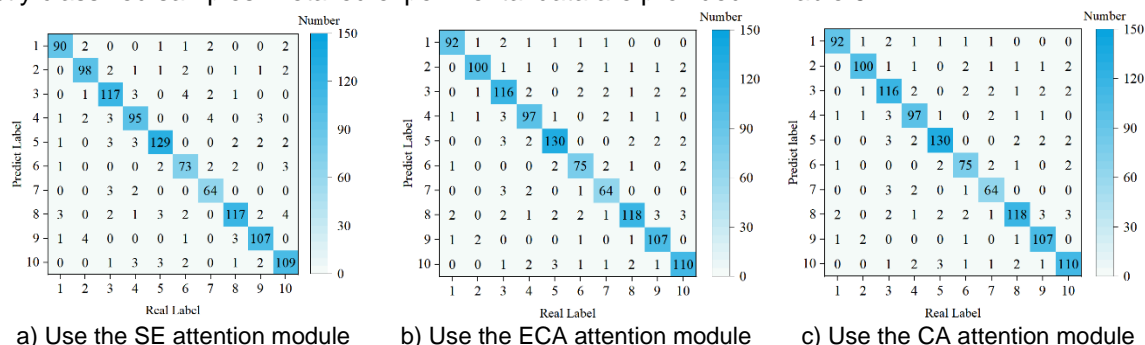 classified samples. Detailed experimental data are provided in Table
Number
150
120
90
60
30
0
Predict Label
1 90 2 0 0 1 1 2 0 0 2
2 0 98 2 1 1 2 0 1 1 2
3 0 1 117 3 0 4 2 1 0 0
4 1 2 3 95 0 0 4 0 3 0
5 1 0 3 3 129 0 0 2 2 2
6 1 0 0 0 2 73 2 0 0 3
7 0 0 3 2 0 0 64 0 0 0
8 3 0 2 1 3 2 0 117 2 4
9 1 4 0 0 0 1 0 3 107 0
10 0 0 1 3 3 2 0 1 2 109
1 2 3 4 5 6 7 8 9 10
Real Label
a) Use the SE attention module
Number
150
120
90
60
30
0
Predict Label
1 92 1 2 1 1 1 1 0 0 0
2 0 100 1 1 0 2 1 1 1 2
3 0 1 116 2 0 0 2 2 1 2
4 1 1 3 97 1 0 2 1 2 0
5 0 0 3 2 130 0 0 2 2 2
6 1 0 0 0 2 75 2 1 0 2
7 0 0 3 2 0 1 64 0 0 0
8 2 0 2 1 2 2 1 118 3 3
9 1 2 0 0 0 1 0 1 107 0
10 0 0 1 2 3 1 1 2 1 110
1 2 3 4 5 6 7 8 9 10
Real Label
b) Use the ECA attention module
Number
150
120
90
60
30
0
Predict lable
1 92 1 2 1 1 1 1 0 0 0
2 0 100 1 1 0 2 1 1 1 2
3 0 1 116 2 0 0 2 2 1 2
4 1 1 3 97 1 0 2 1 2 0
5 0 0 3 2 130 0 0 2 2 2
6 1 0 0 0 2 75 2 1 0 2
7 0 0 3 2 0 1 64 0 0 0
8 2 0 2 1 2 2 1 118 3 3
9 1 2 0 0 0 1 0 1 107 0
10 0 0 1 2 3 1 1 2 1 110
1 2 3 4 5 6 7 8 9 10
Real Label
c) Use the CA attention module